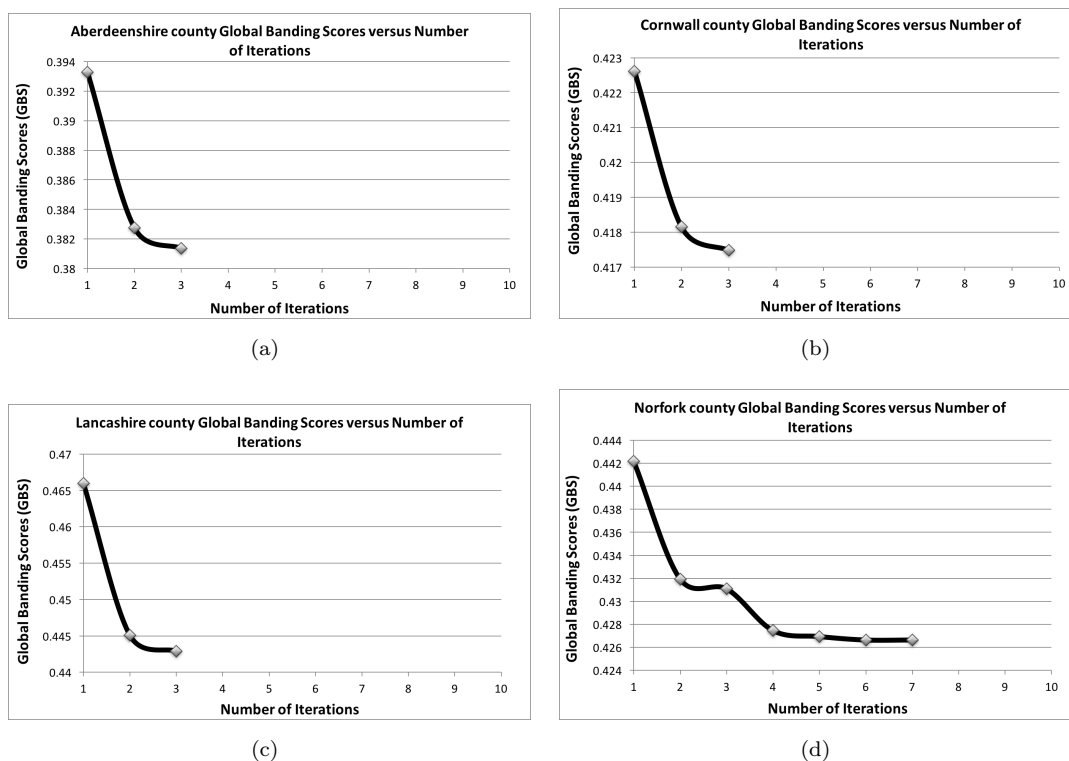 Aberdeenshire county Global Banding Scores versus Number
of Iterations
Global Banding Scores (GBS)
0.394
0.392
0.39
0.388
0.386
0.384
0.382
0.38
1 2 3 4 5 6 7 8 9 10
Number of Iterations
(a)
Cornwall county Global Banding Scores versus Number of
Iterations
Global Banding Scores (GBS)
0.423
0.422
0.421
0.42
0.419
0.418
0.417
1 2 3 4 5 6 7 8 9 10
Number of Iterations
(b)
Lancashire county Global Banding Scores versus Number of
Iterations
Global Banding Scores (GBS)
0.47
0.465
0.46
0.455
0.45
0.445
0.44
1 2 3 4 5 6 7 8 9 10
Number of Iterations
(c)
Norfork county Global Banding Scores versus Number of
Iterations
Global Banding Scores (GBS)
0.444
0.442
0.44
0.438
0.436
0.434
0.432
0.43
0.428
0.426
0.424
1 2 3 4 5 6 7 8 9 10
Number of Iterations
(d)